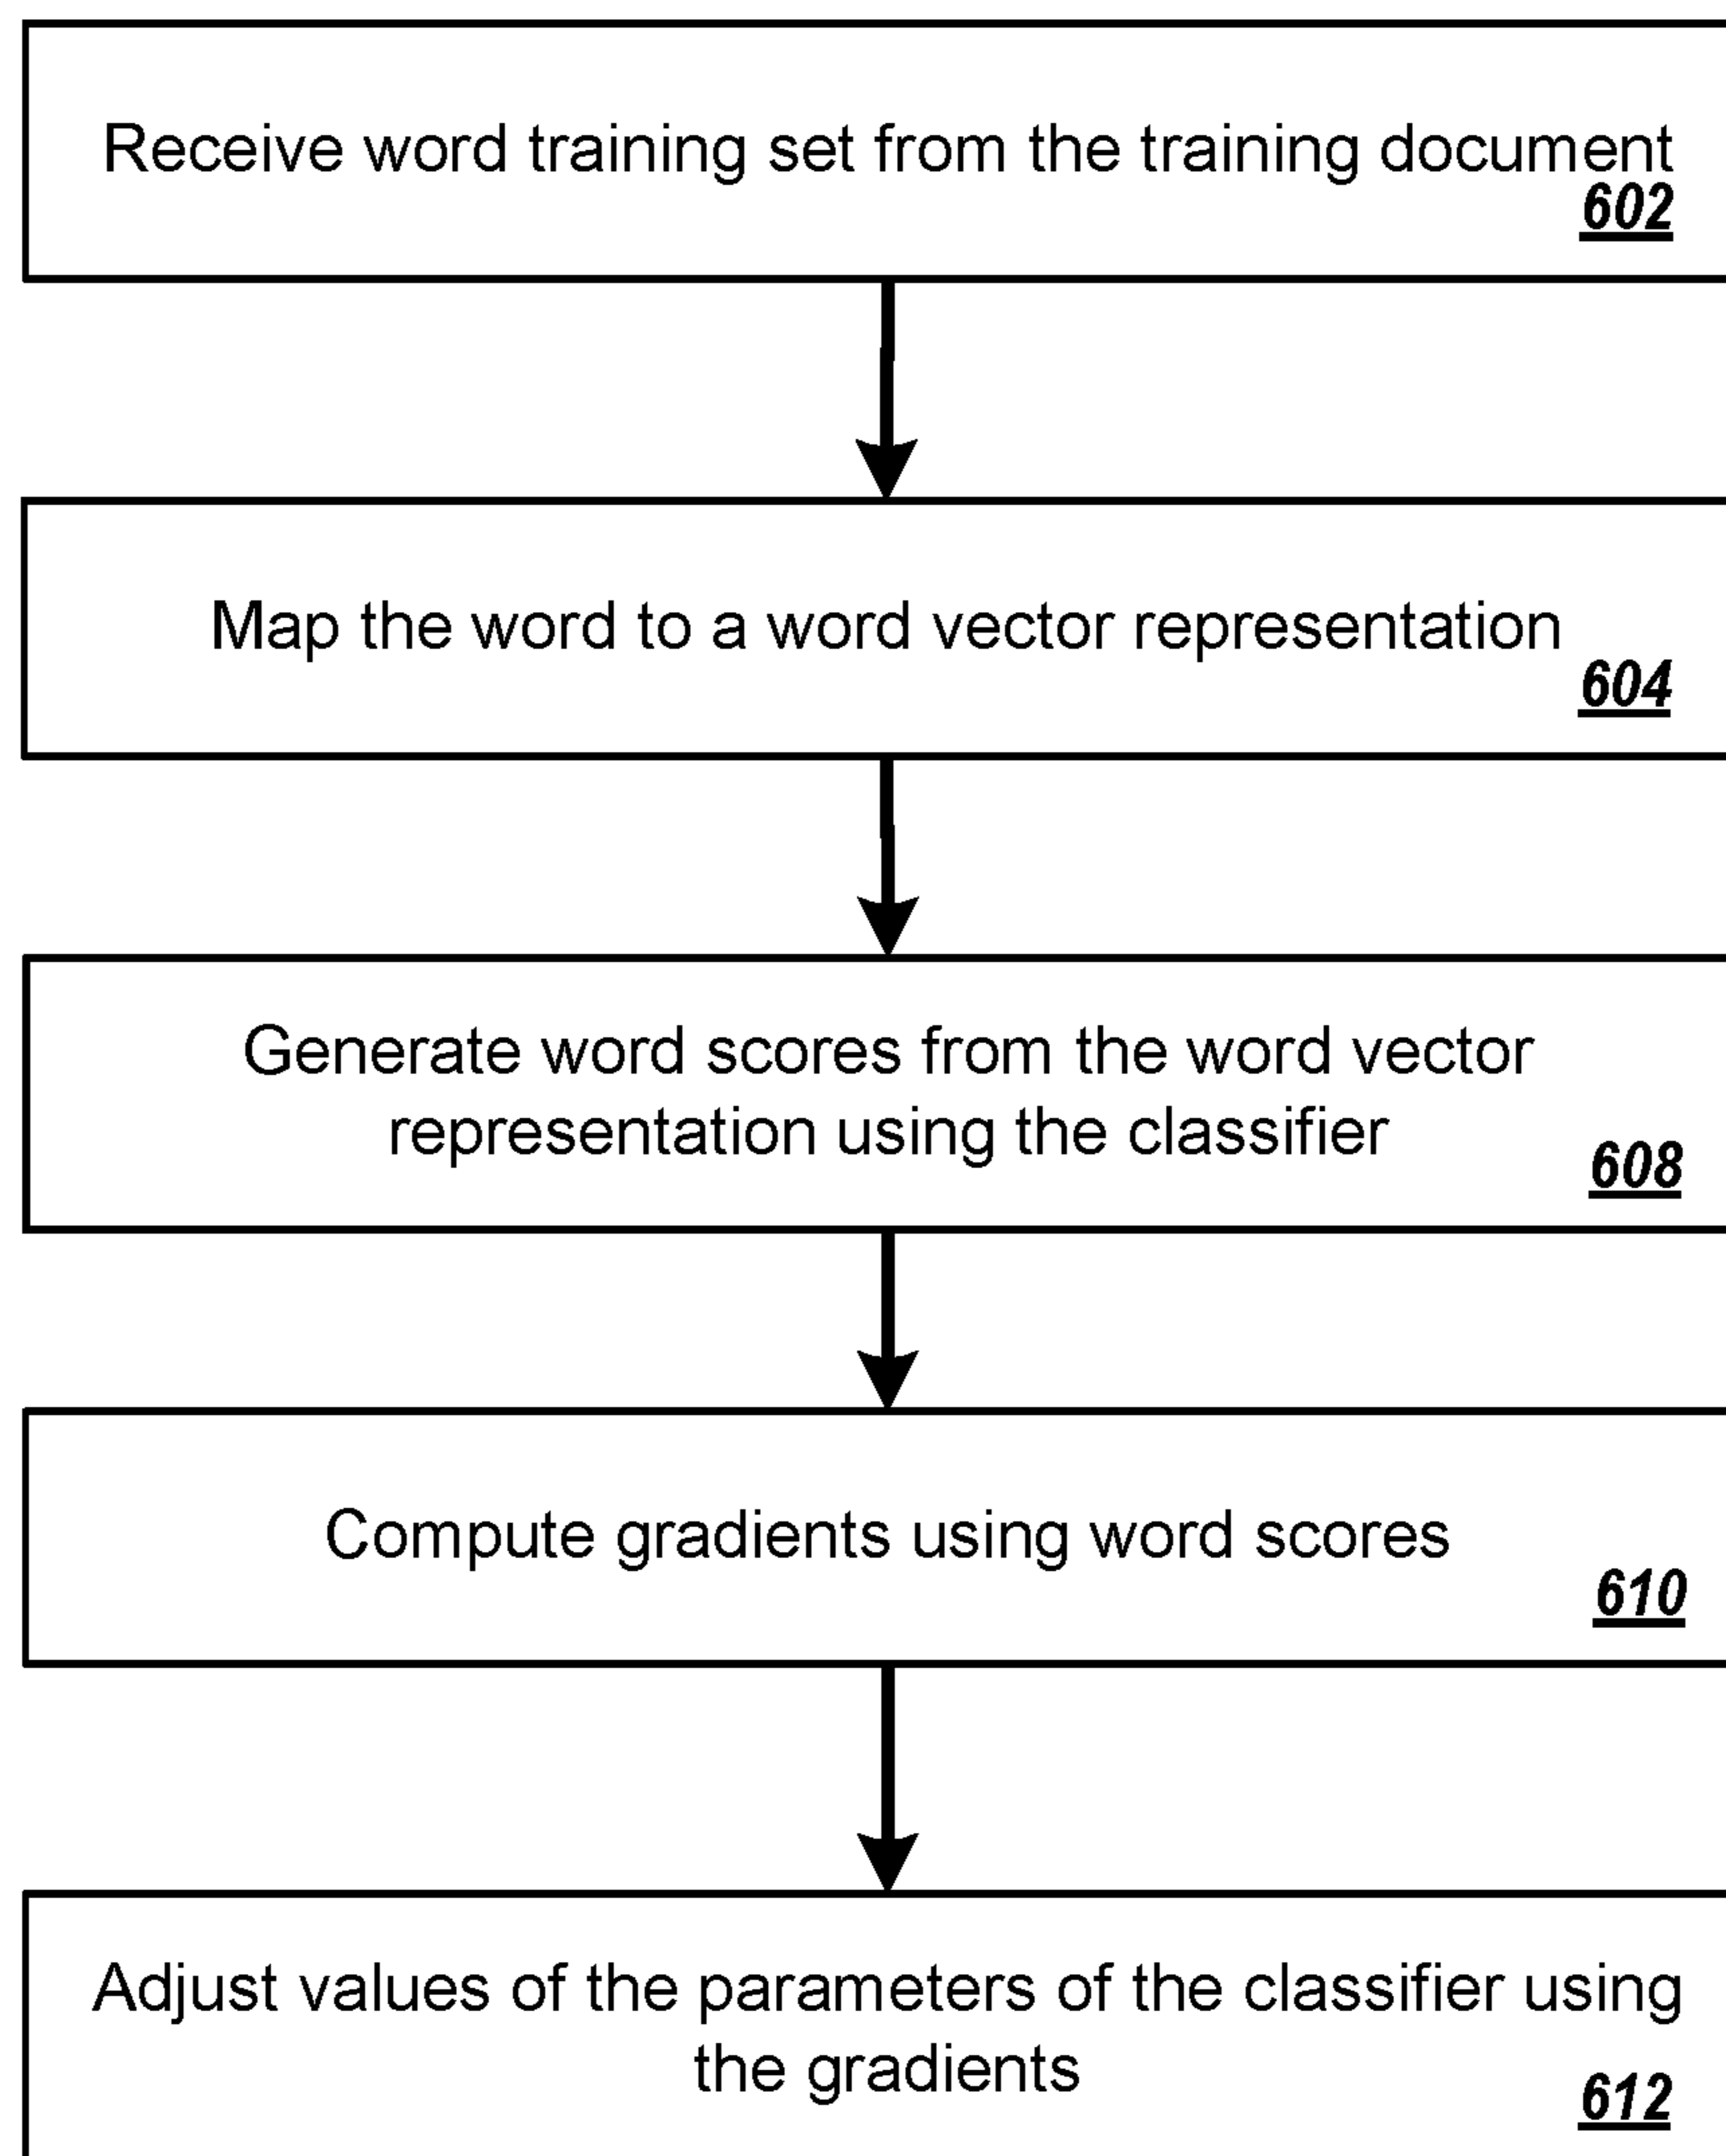 Receive word training set from the training document
602
Map the word to a word vector representation
604
Generate word scores from the word vector
representation using the classifier
608
Compute gradients using word scores
610
Adjust values of the parameters of the classifier using
the gradients
612